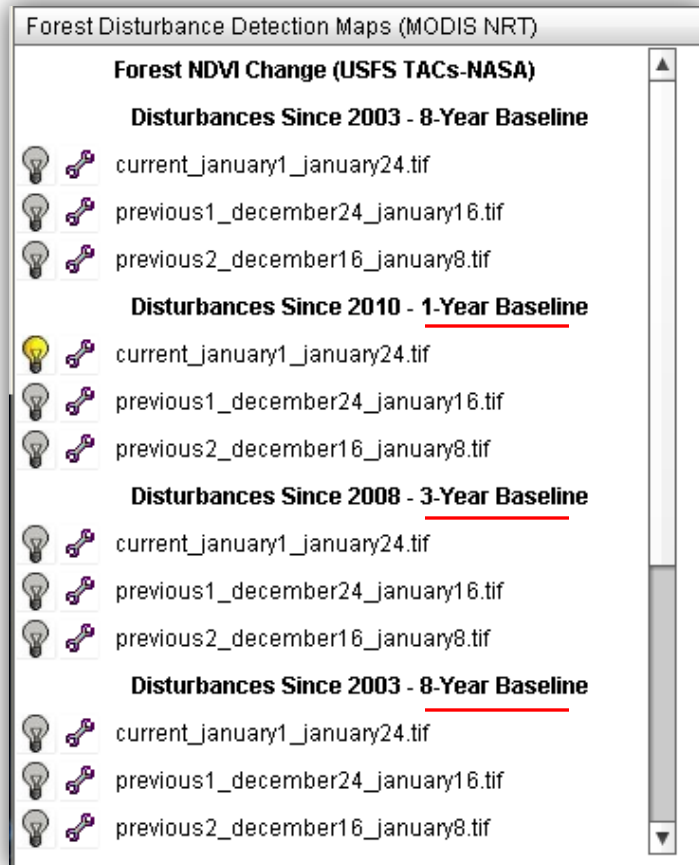 Forest Disturbance Detection Maps (MODIS NRT)
Forest NDVI Change (USFS TACs-NASA)
Disturbances Since 2003 - 8-Year Baseline
current_january1_january24.tif
previous1_december24_january16.tif
previous2_december16_january8.tif
Disturbances Since 2010 - 1-Year Baseline
current_january1_january24.tif
previous1_december24_january16.tif
previous2_december16_january8.tif
Disturbances Since 2008 - 3-Year Baseline
current_january1_january24.tif
previous1_december24_january16.tif
previous2_december16_january8.tif
Disturbances Since 2003 - 8-Year Baseline
current_january1_january24.tif
previous1_december24_january16.tif
previous2_december16_january8.tif